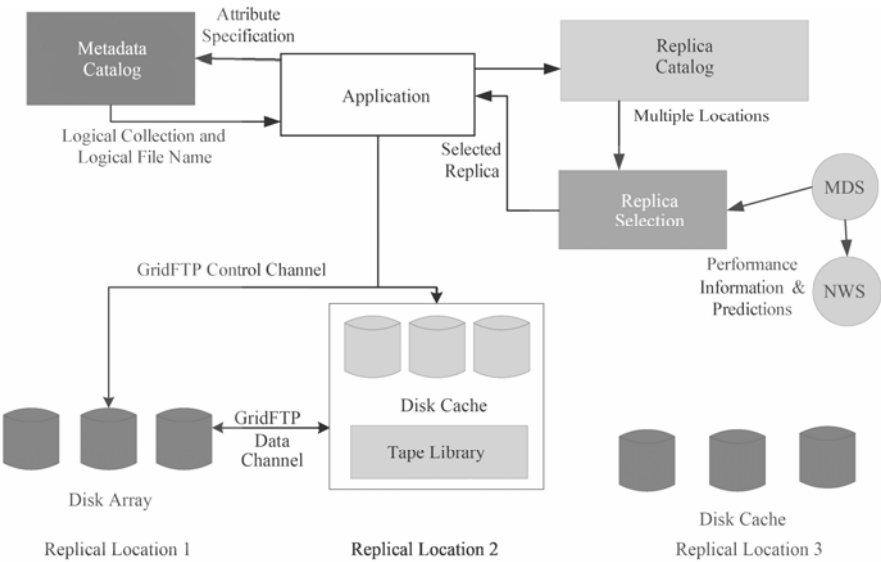 Attribute
Specification
Metadata
Catalog
Application
Replica
Catalog
Logical Collection and
Logical File Name
Selected
Replica
Multiple Locations
Replica
Selection
MDS
NWS
Performance
Information &
Predictions
GridFTP Control Channel
Disk Cache
Tape Library
GridFTP
Data
Channel
Disk Array
Disk Cache
Replical Location 1
Replical Location 2
Replical Location 3